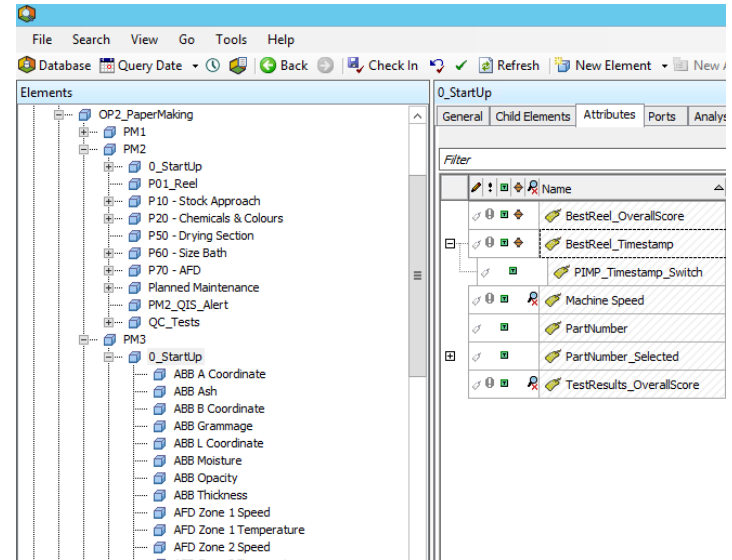 File Search View Go Tools Help
Database Query Date Back Check In Refresh New Element New
Elements
OP2_PaperMaking
PM1
PM2
0_StartUp
P01_Reel
P10 - Stock Approach
P20 - Chemicals & Colours
P50 - Drying Section
P60 - Size Bath
P70 - AFD
Planned Maintenance
PM2_QIS_Alert
QC_Tests
PM3
0_StartUp
ABB A Coordinate
ABB Ash
ABB B Coordinate
ABB Grammage
ABB L Coordinate
ABB Moisture
ABB Opacity
ABB Thickness
AFD Zone 1 Speed
AFD Zone 1 Temperature
AFD Zone 2 Speed
0_StartUp
General Child Elements Attributes Ports Analys
Filter
Name
BestReel_OverallScore
BestReel_Timestamp
PIMP_Timestamp_Switch
Machine Speed
PartNumber
PartNumber_Selected
TestResults_OverallScore